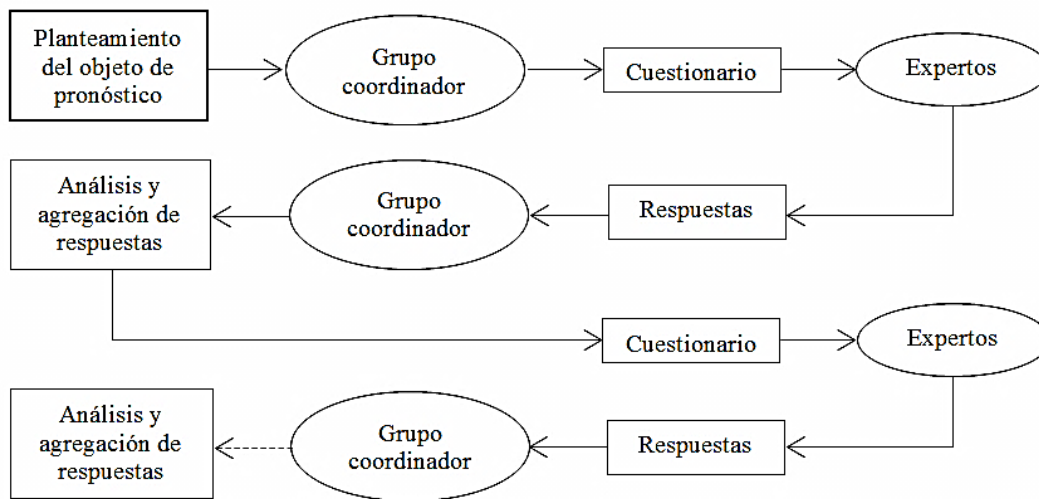 Planteamiento
del objeto de
pronóstico
Grupo
coordinador
Cuestionario
Expertos
Análisis y
agregación de
respuestas
Grupo
coordinador
Respuestas
Cuestionario
Expertos
Análisis y
agregación de
respuestas
Grupo
coordinador
Respuestas